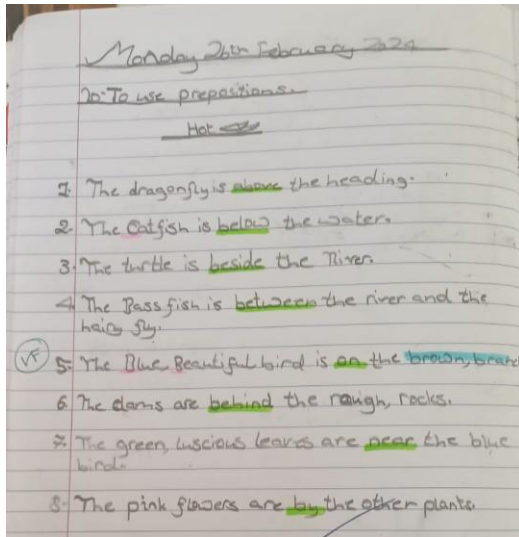 Monday 26th February 2024
LO: To use prepositions.
Hot
1. The dragonfly is above the heading.
2. The Catfish is below the water.
3. The turtle is beside the River.
4. The Bass fish is between the river and the
hairy fly.
5. The Blue Beautiful bird is on the brown, branch
6. The clams are behind the rough, rocks.
7. The green, luscious leaves are near the blue
bird.
8. The pink flowers are by the other plants.